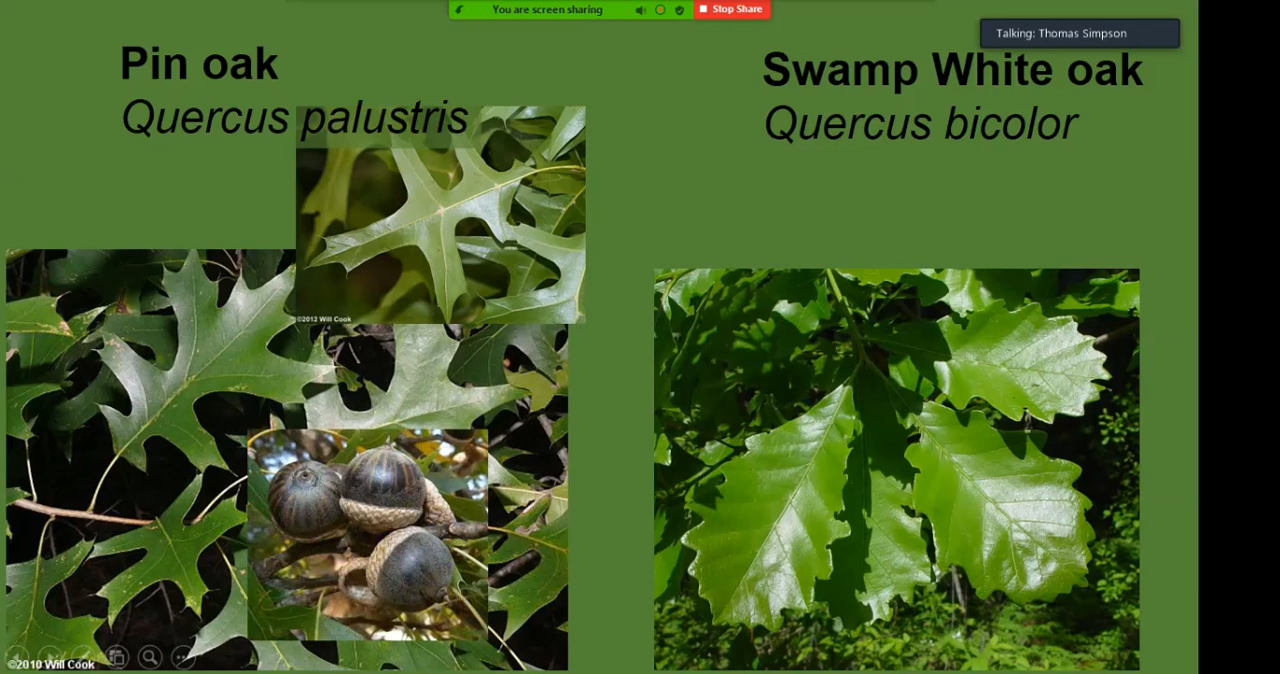 You are screen sharing
Stop Share
Talking: Thomas Simpson
Pin oak
Quercus palustris
Swamp White oak
Quercus bicolor
©2012 Will Cook
©2010 Will Cook